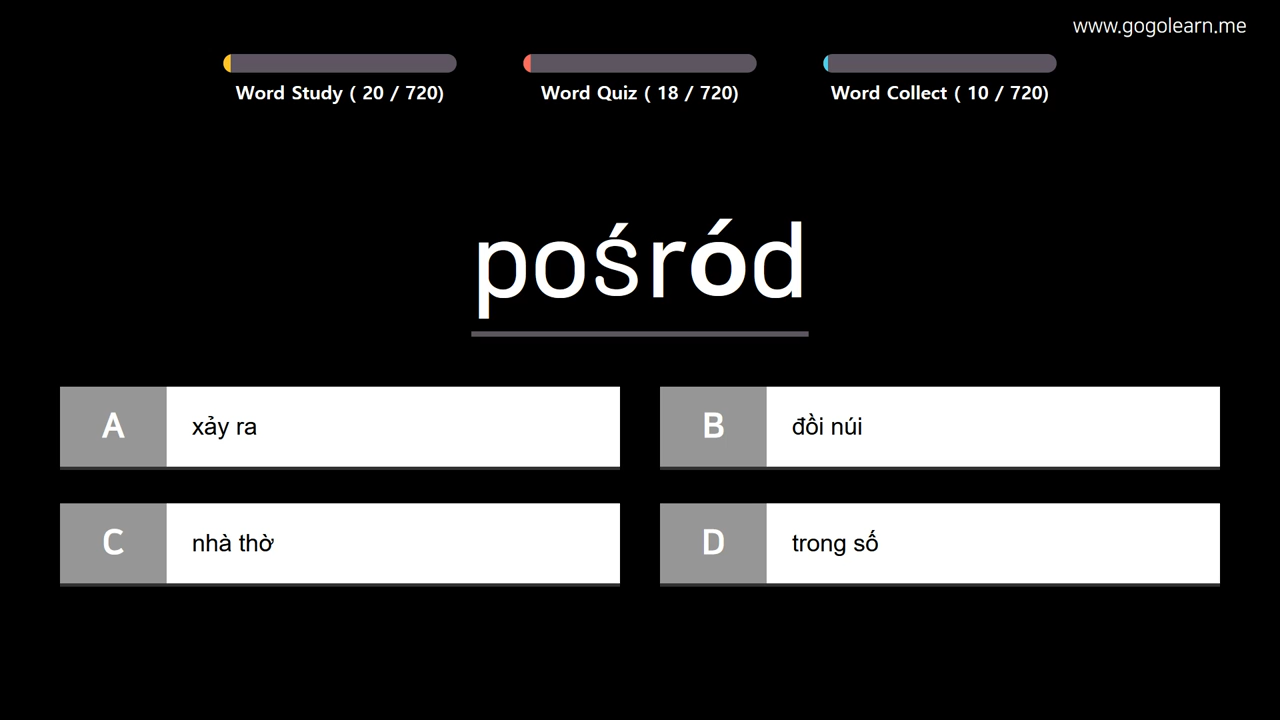 www.gogolearn.me
Word Study ( 20 / 720)
Word Quiz ( 18 / 720)
Word Collect ( 10 / 720)
pośród
A xảy ra
B đồi núi
C nhà thờ
D trong số